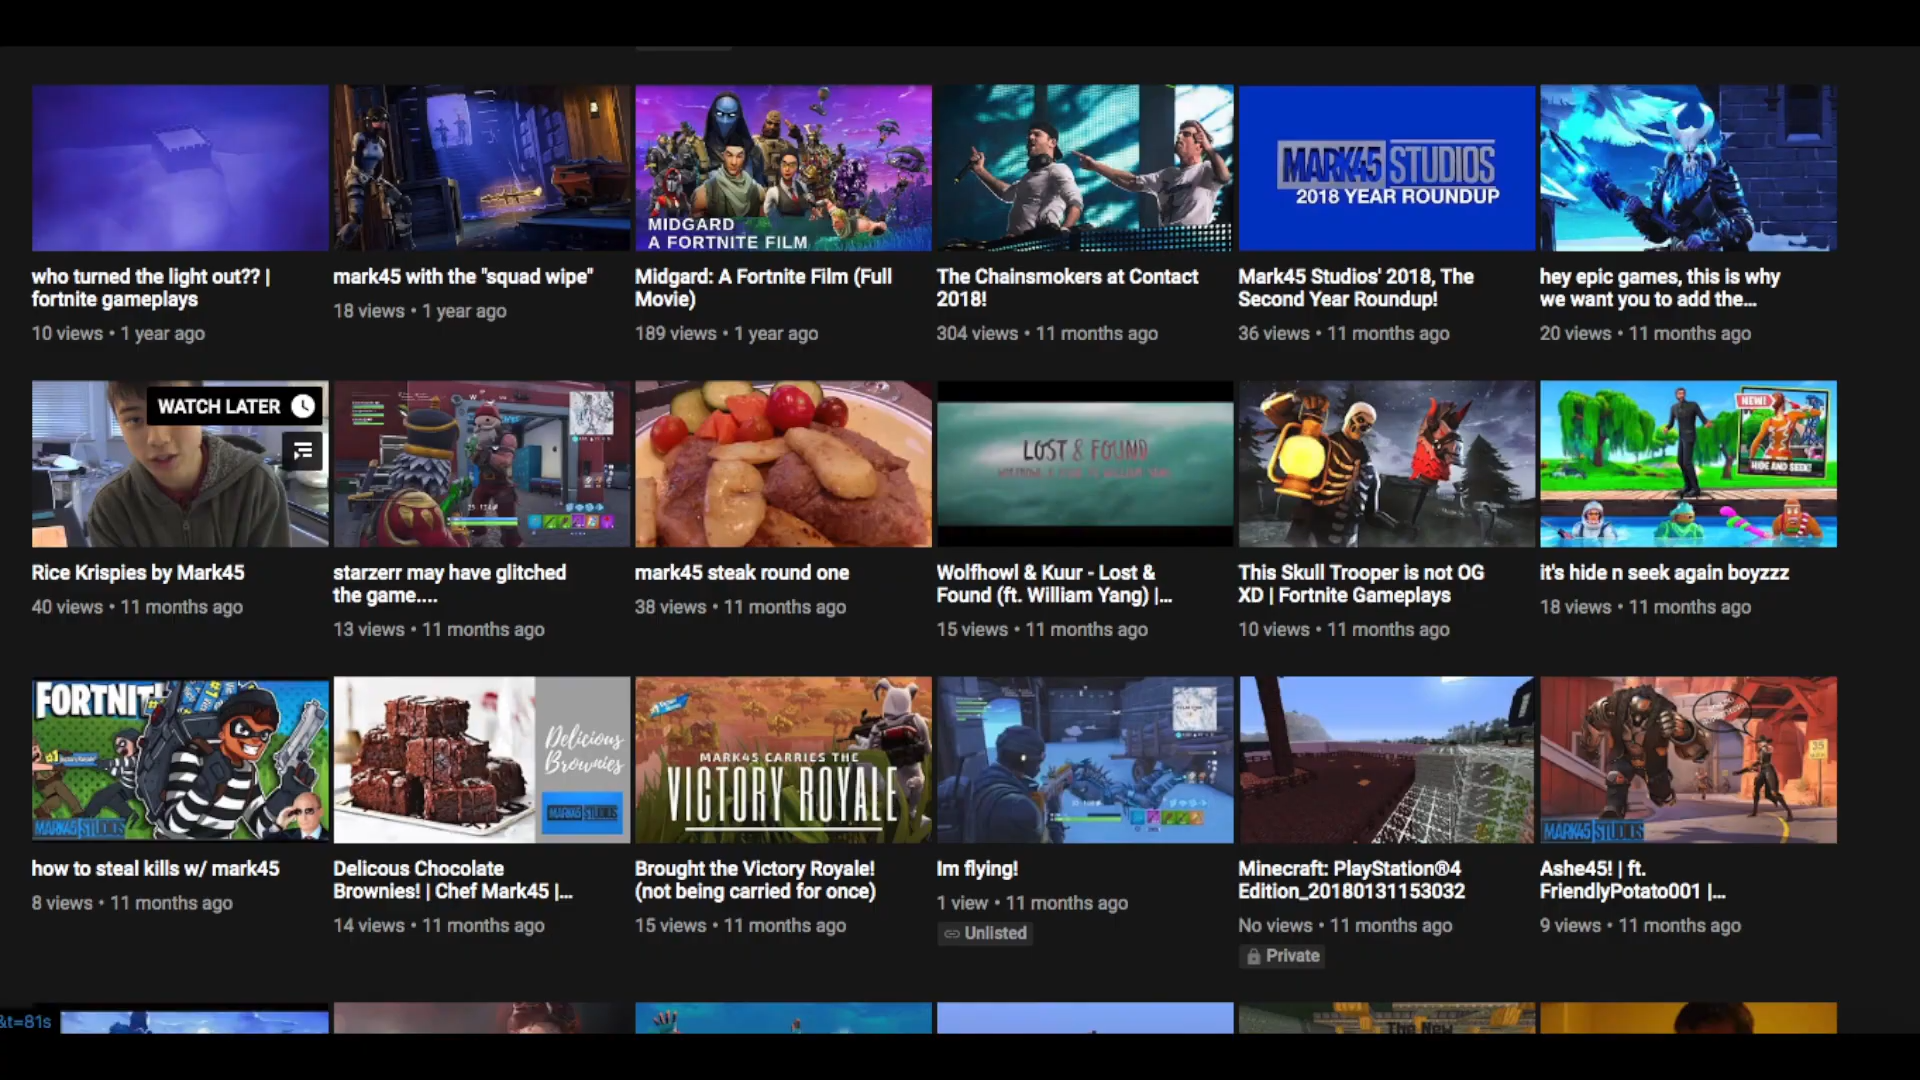 MIDGARD
A FORTNITE FILM
MARK45 STUDIOS
2018 YEAR ROUNDUP
who turned the light out?? |
fortnite gameplays
10 views • 1 year ago
mark45 with the "squad wipe"
18 views • 1 year ago
Midgard: A Fortnite Film (Full
Movie)
189 views • 1 year ago
The Chainsmokers at Contact
2018!
304 views • 11 months ago
Mark45 Studios' 2018, The
Second Year Roundup!
36 views • 11 months ago
hey epic games, this is why
we want you to add the...
20 views • 11 months ago
WATCH LATER
LOST & FOUND
NEW!
HIDE AND SEEK!
Rice Krispies by Mark45
40 views • 11 months ago
starzerr may have glitched
the game....
13 views • 11 months ago
mark45 steak round one
38 views • 11 months ago
Wolfhowl & Kuur - Lost &
Found (ft. William Yang) |...
15 views • 11 months ago
This Skull Trooper is not OG
XD | Fortnite Gameplays
10 views • 11 months ago
it's hide n seek again boyzzz
18 views • 11 months ago
FORTNIT
MARK45 STUDIOS
Delicious
Brownies
MARK45 STUDIOS
MARK45 CARRIES THE
VICTORY ROYALE
35
MARK45 STUDIOS
how to steal kills w/ mark45
8 views • 11 months ago
Delicous Chocolate
Brownies! | Chef Mark45 |...
14 views • 11 months ago
Brought the Victory Royale!
(not being carried for once)
15 views • 11 months ago
Im flying!
1 view • 11 months ago
Unlisted
Minecraft: PlayStation®4
Edition_20180131153032
No views • 11 months ago
Private
Ashe45! | ft.
FriendlyPotato001 |...
9 views • 11 months ago
&t=81s
The New